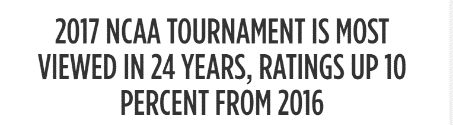 2017 NCAA TOURNAMENT IS MOST
VIEWED IN 24 YEARS, RATINGS UP 10
PERCENT FROM 2016